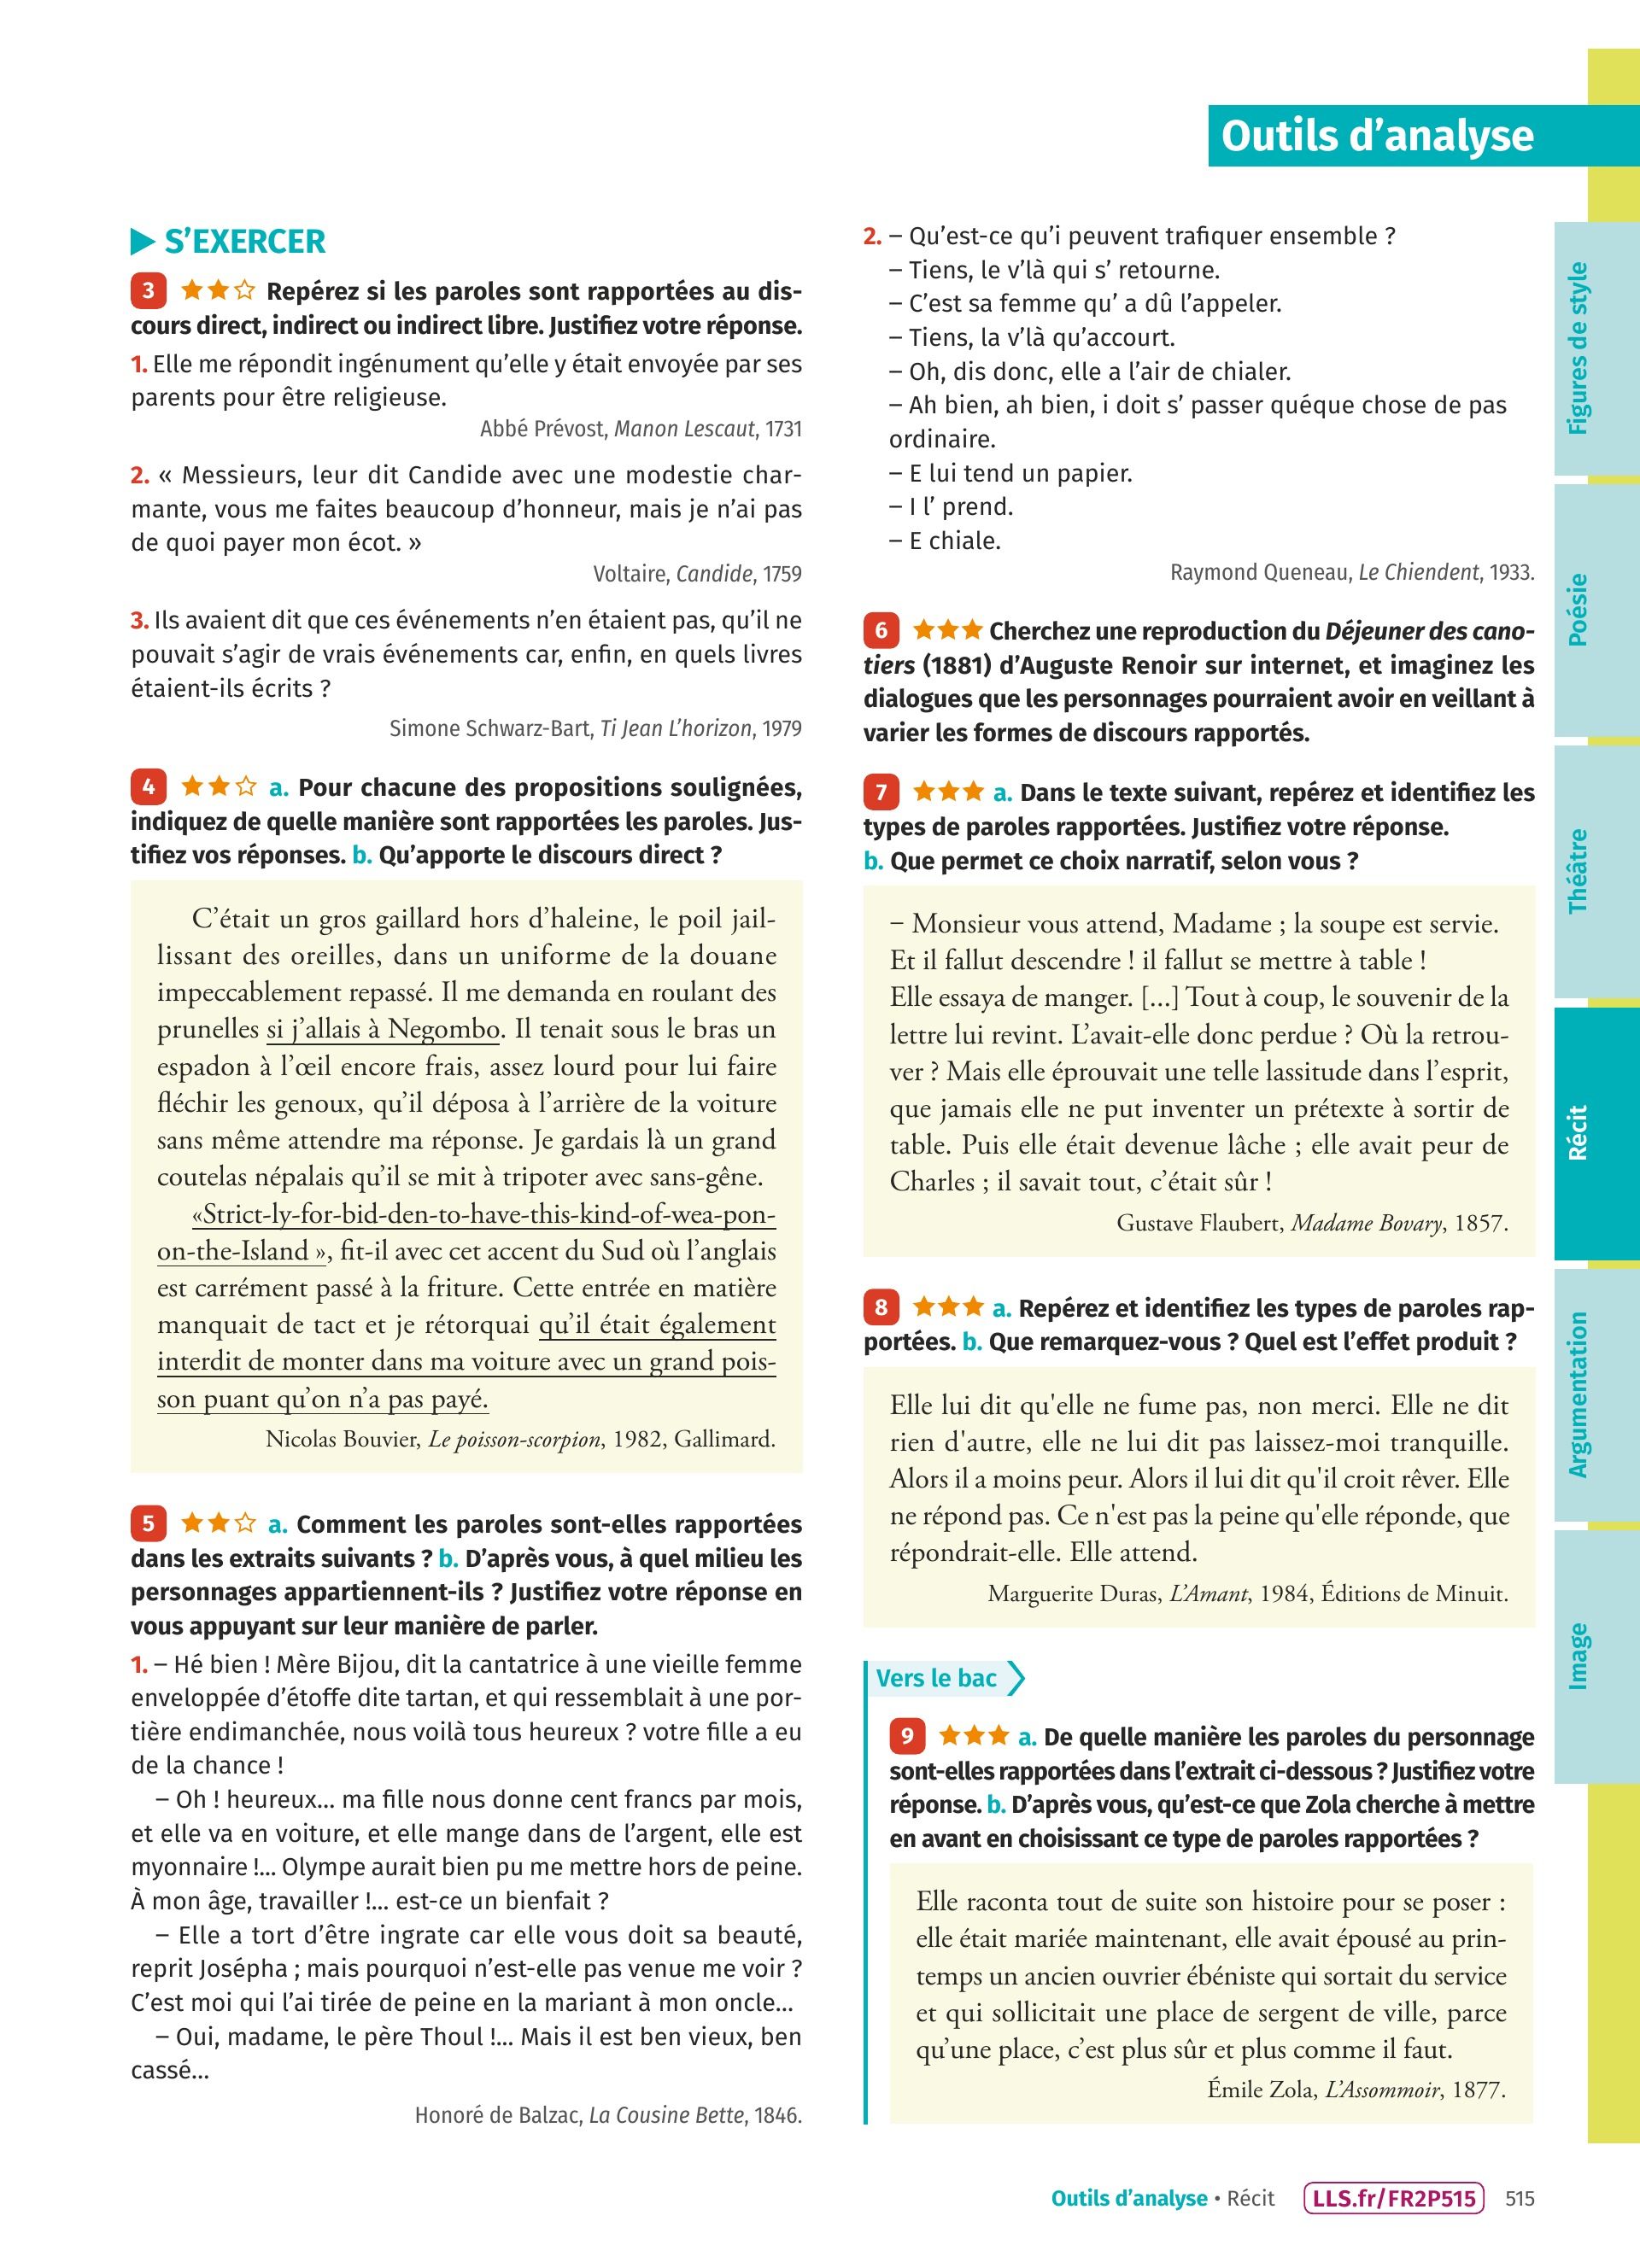 Outils d’analyse
S’EXERCER
3 Repérez si les paroles sont rapportées au dis-
cours direct, indirect ou indirect libre. Justifiez votre réponse.
1. Elle me répondit ingénument qu’elle y était envoyée par ses
parents pour être religieuse.
Abbé Prévost, Manon Lescaut, 1731
2. « Messieurs, leur dit Candide avec une modestie char-
mante, vous me faites beaucoup d’honneur, mais je n’ai pas
de quoi payer mon écot. »
Voltaire, Candide, 1759
3. Ils avaient dit que ces événements n’en étaient pas, qu’il ne
pouvait s’agir de vrais événements car, enfin, en quels livres
étaient-ils écrits ?
Simone Schwarz-Bart, Ti Jean L’horizon, 1979
4 a. Pour chacune des propositions soulignées,
indiquez de quelle manière sont rapportées les paroles. Jus-
tifiez vos réponses. b. Qu’apporte le discours direct ?
C’était un gros gaillard hors d’haleine, le poil jail-
lissant des oreilles, dans un uniforme de la douane
impeccablement repassé. Il me demanda en roulant des
prunelles si j’allais à Negombo. Il tenait sous le bras un
espadon à l’œil encore frais, assez lourd pour lui faire
fléchir les genoux, qu’il déposa à l’arrière de la voiture
sans même attendre ma réponse. Je gardais là un grand
coutelas népalais qu’il se mit à tripoter avec sans-gêne.
«Strict-ly-for-bid-den-to-have-this-kind-of-wea-pon-
on-the-Island », fit-il avec cet accent du Sud où l’anglais
est carrément passé à la friture. Cette entrée en matière
manquait de tact et je rétorquai qu’il était également
interdit de monter dans ma voiture avec un grand pois-
son puant qu’on n’a pas payé.
Nicolas Bouvier, Le poisson-scorpion, 1982, Gallimard.
5 a. Comment les paroles sont-elles rapportées
dans les extraits suivants ? b. D’après vous, à quel milieu les
personnages appartiennent-ils ? Justifiez votre réponse en
vous appuyant sur leur manière de parler.
1. – Hé bien ! Mère Bijou, dit la cantatrice à une vieille femme
enveloppée d’étoffe dite tartan, et qui ressemblait à une por-
tière endimanchée, nous voilà tous heureux ? votre fille a eu
de la chance !
– Oh ! heureux... ma fille nous donne cent francs par mois,
et elle va en voiture, et elle mange dans de l’argent, elle est
myonnaire !... Olympe aurait bien pu me mettre hors de peine.
À mon âge, travailler !... est-ce un bienfait ?
– Elle a tort d’être ingrate car elle vous doit sa beauté,
reprit Josépha ; mais pourquoi n’est-elle pas venue me voir ?
C’est moi qui l’ai tirée de peine en la mariant à mon oncle...
– Oui, madame, le père Thoul !... Mais il est ben vieux, ben
cassé...
Honoré de Balzac, La Cousine Bette, 1846.
2. – Qu’est-ce qu’i peuvent trafiquer ensemble ?
– Tiens, le v’là qui s’ retourne.
– C’est sa femme qu’ a dû l’appeler.
– Tiens, la v’là qu’accourt.
– Oh, dis donc, elle a l’air de chialer.
– Ah bien, ah bien, i doit s’ passer quéque chose de pas
ordinaire.
– E lui tend un papier.
– I l’ prend.
– E chiale.
Raymond Queneau, Le Chiendent, 1933.
6 Cherchez une reproduction du Déjeuner des cano-
tiers (1881) d’Auguste Renoir sur internet, et imaginez les
dialogues que les personnages pourraient avoir en veillant à
varier les formes de discours rapportés.
7 a. Dans le texte suivant, repérez et identifiez les
types de paroles rapportées. Justifiez votre réponse.
b. Que permet ce choix narratif, selon vous ?
– Monsieur vous attend, Madame ; la soupe est servie.
Et il fallut descendre ! il fallut se mettre à table !
Elle essaya de manger. [...] Tout à coup, le souvenir de la
lettre lui revint. L’avait-elle donc perdue ? Où la retrou-
ver ? Mais elle éprouvait une telle lassitude dans l’esprit,
que jamais elle ne put inventer un prétexte à sortir de
table. Puis elle était devenue lâche ; elle avait peur de
Charles ; il savait tout, c’était sûr !
Gustave Flaubert, Madame Bovary, 1857.
8 a. Repérez et identifiez les types de paroles rap-
portées. b. Que remarquez-vous ? Quel est l’effet produit ?
Elle lui dit qu'elle ne fume pas, non merci. Elle ne dit
rien d'autre, elle ne lui dit pas laissez-moi tranquille.
Alors il a moins peur. Alors il lui dit qu'il croit rêver. Elle
ne répond pas. Ce n'est pas la peine qu'elle réponde, que
répondrait-elle. Elle attend.
Marguerite Duras, L’Amant, 1984, Éditions de Minuit.
Vers le bac
9 a. De quelle manière les paroles du personnage
sont-elles rapportées dans l’extrait ci-dessous ? Justifiez votre
réponse. b. D’après vous, qu’est-ce que Zola cherche à mettre
en avant en choisissant ce type de paroles rapportées ?
Elle raconta tout de suite son histoire pour se poser :
elle était mariée maintenant, elle avait épousé au prin-
temps un ancien ouvrier ébéniste qui sortait du service
et qui sollicitait une place de sergent de ville, parce
qu’une place, c’est plus sûr et plus comme il faut.
Émile Zola, L’Assommoir, 1877.
Figures de style
Poésie
Théâtre
Récit
Argumentation
Image
Outils d’analyse • Récit LLS.fr/FR2P515 515